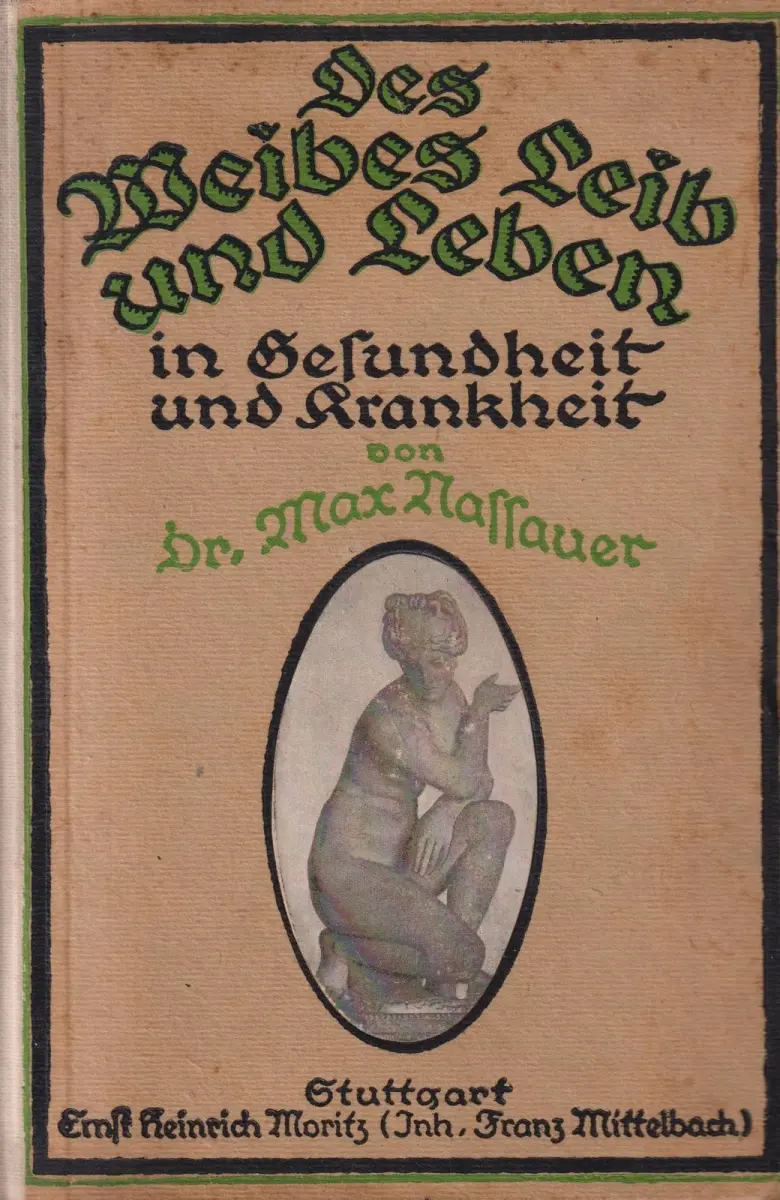 Des
Weibes Leib
und Leben
in Geſundheit
und Krankheit
von
Dr. Max Naſſauer
Stuttgart
Ernſt Heinrich Moritz (Inh. Franz Mittelbach)